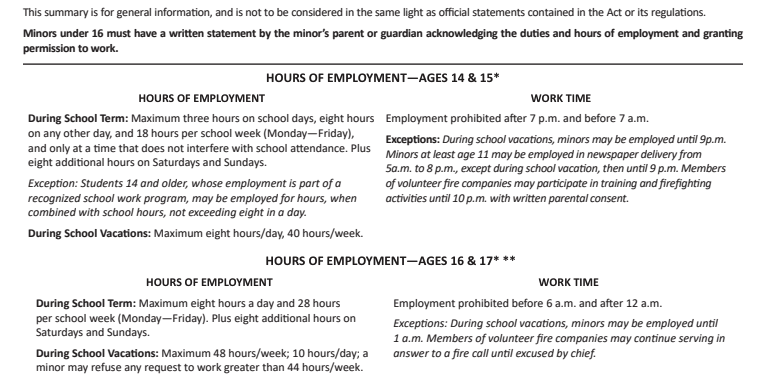 This summary is for general information, and is not to be considered in the same light as official statements contained in the Act or its regulations.
Minors under 16 must have a written statement by the minor's parent or guardian acknowledging the duties and hours of employment and granting
permission to work.
HOURS OF EMPLOYMENT—AGES 14 & 15*
HOURS OF EMPLOYMENT
During School Term: Maximum three hours on school days, eight hours
on any other day, and 18 hours per school week (Monday—Friday),
and only at a time that does not interfere with school attendance. Plus
eight additional hours on Saturdays and Sundays.
Exception: Students 14 and older, whose employment is part of a
recognized school work program, may be employed for hours, when
combined with school hours, not exceeding eight in a day.
During School Vacations: Maximum eight hours/day, 40 hours/week.
WORK TIME
Employment prohibited after 7 p.m. and before 7 a.m.
Exceptions: During school vacations, minors may be employed until 9p.m.
Minors at least age 11 may be employed in newspaper delivery from
5a.m. to 8 p.m., except during school vacation, then until 9 p.m. Members
of volunteer fire companies may participate in training and firefighting
activities until 10 p.m. with written parental consent.
HOURS OF EMPLOYMENT—AGES 16 & 17* **
HOURS OF EMPLOYMENT
During School Term: Maximum eight hours a day and 28 hours
per school week (Monday—Friday). Plus eight additional hours on
Saturdays and Sundays.
During School Vacations: Maximum 48 hours/week; 10 hours/day; a
minor may refuse any request to work greater than 44 hours/week.
WORK TIME
Employment prohibited before 6 a.m. and after 12 a.m.
Exceptions: During school vacations, minors may be employed until
1 a.m. Members of volunteer fire companies may continue serving in
answer to a fire call until excused by chief.